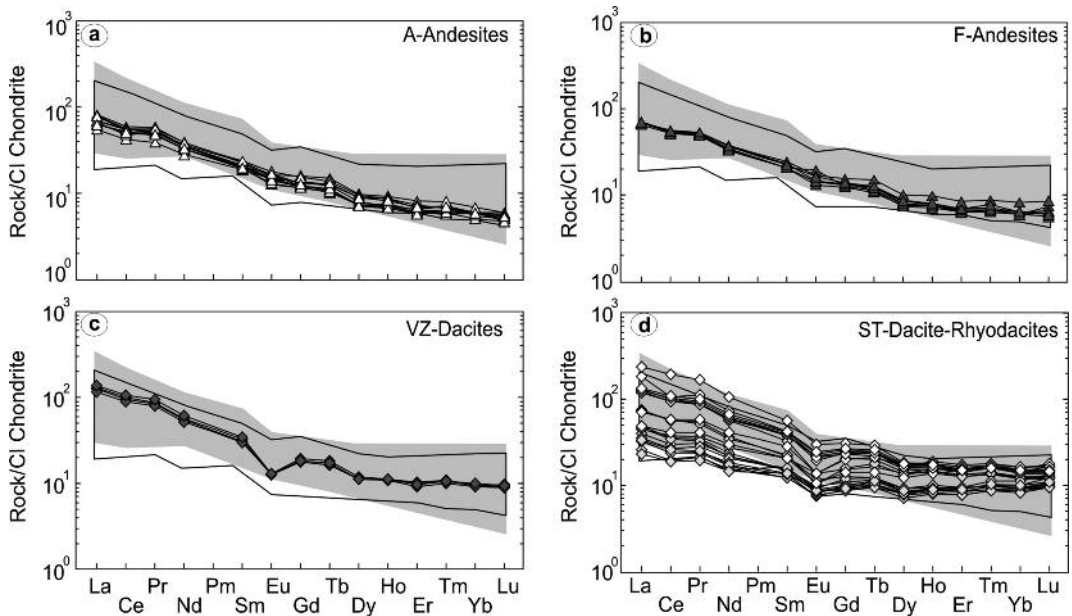 a
A-Andesites
Rock/CI Chondrite
10³
10²
10¹
10⁰
b
F-Andesites
Rock/CI Chondrite
10³
10²
10¹
10⁰
c
VZ-Dacites
Rock/CI Chondrite
10³
10²
10¹
10⁰
La Pr Pm Eu Tb Ho Tm Lu
Ce Nd Sm Gd Dy Er Yb
d
ST-Dacite-Rhyodacites
Rock/CI Chondrite
10³
10²
10¹
10⁰
La Pr Pm Eu Tb Ho Tm Lu
Ce Nd Sm Gd Dy Er Yb